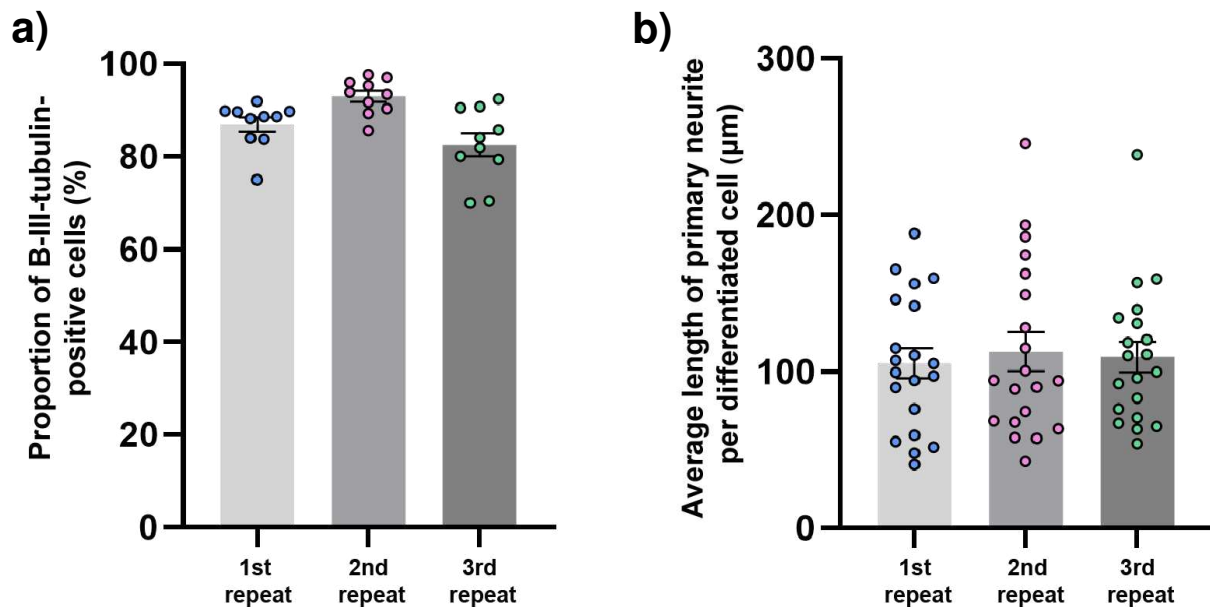 a)
Proportion of B-III-tubulin-
positive cells (%)
100
80
60
40
20
0
1st
repeat
2nd
repeat
3rd
repeat
b)
Average length of primary neurite
per differentiated cell (µm)
300
200
100
0
1st
repeat
2nd
repeat
3rd
repeat